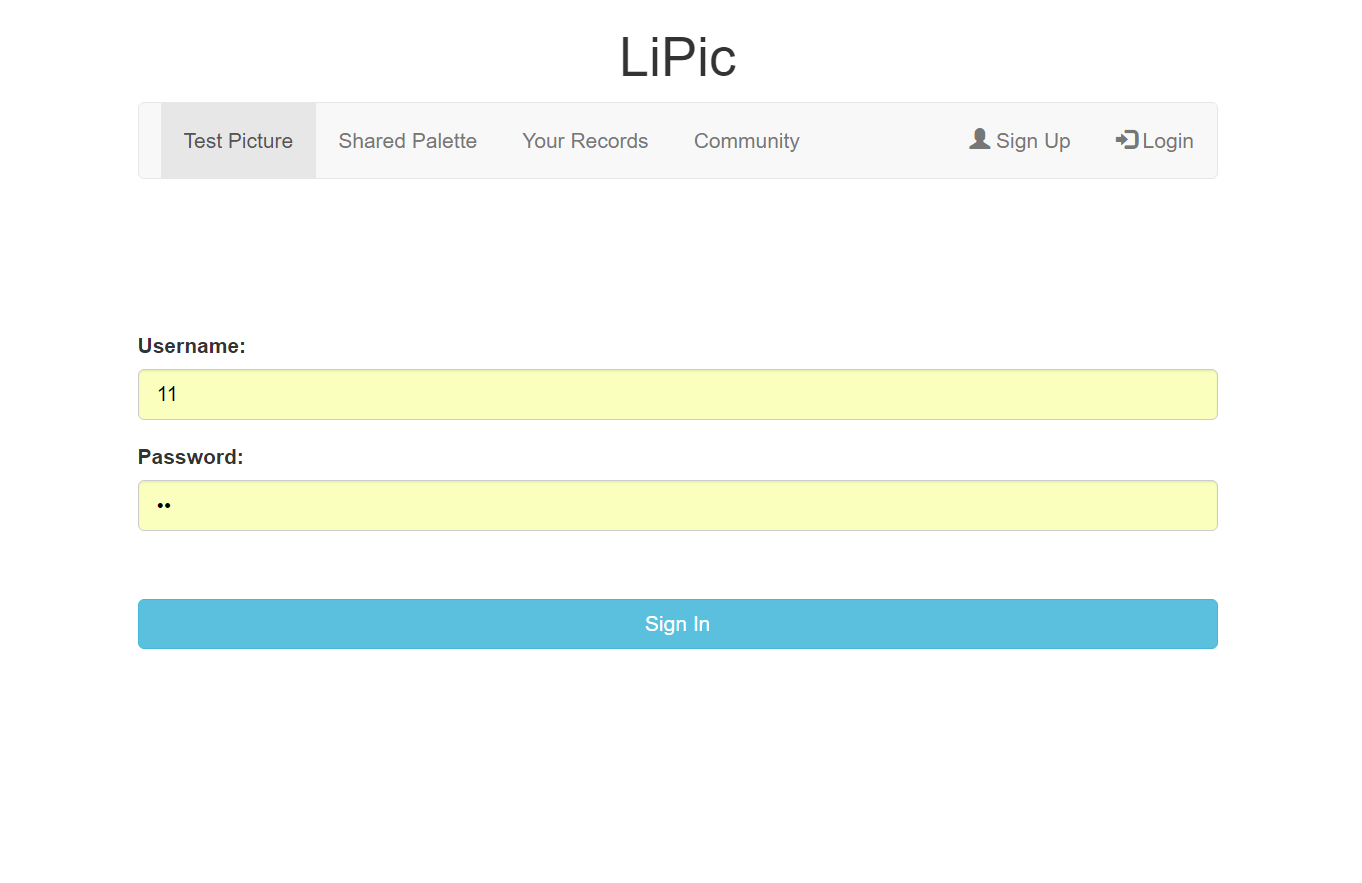 LiPic
Test Picture Shared Palette Your Records Community Sign Up Login
Username:
11
Password:
••
Sign In